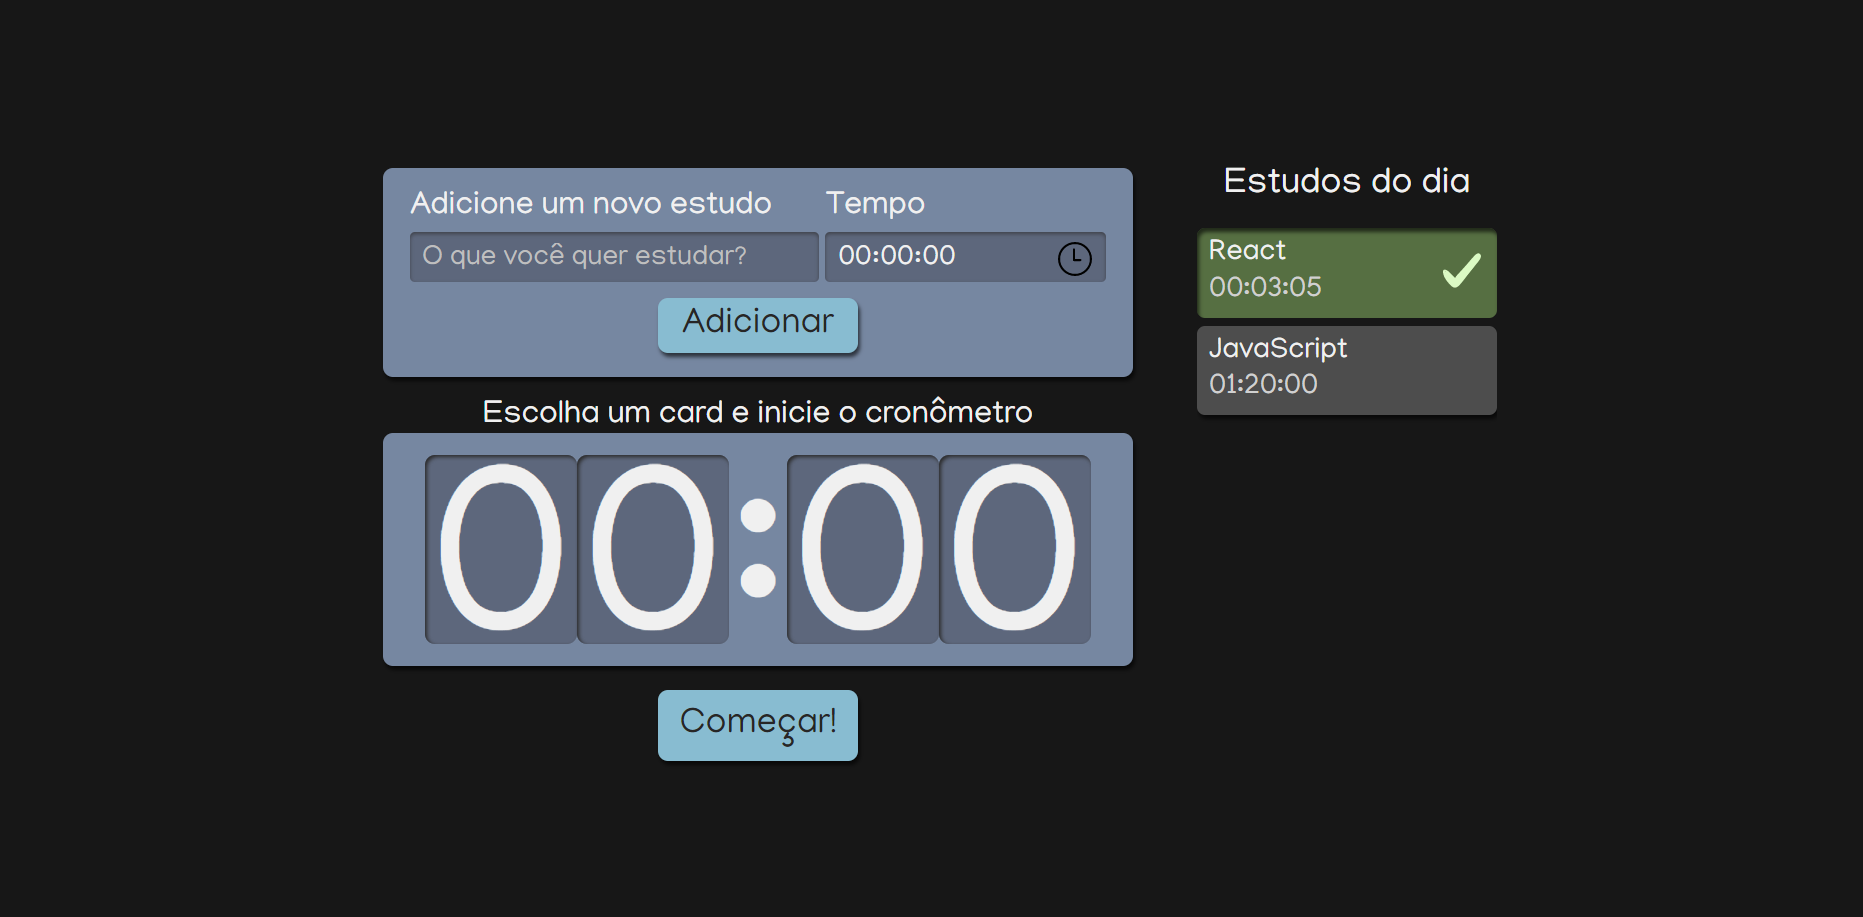 Adicione um novo estudo
Tempo
O que você quer estudar?
00:00:00
Adicionar
Escolha um card e inicie o cronômetro
00:00
Começar!
Estudos do dia
React
00:03:05
JavaScript
01:20:00